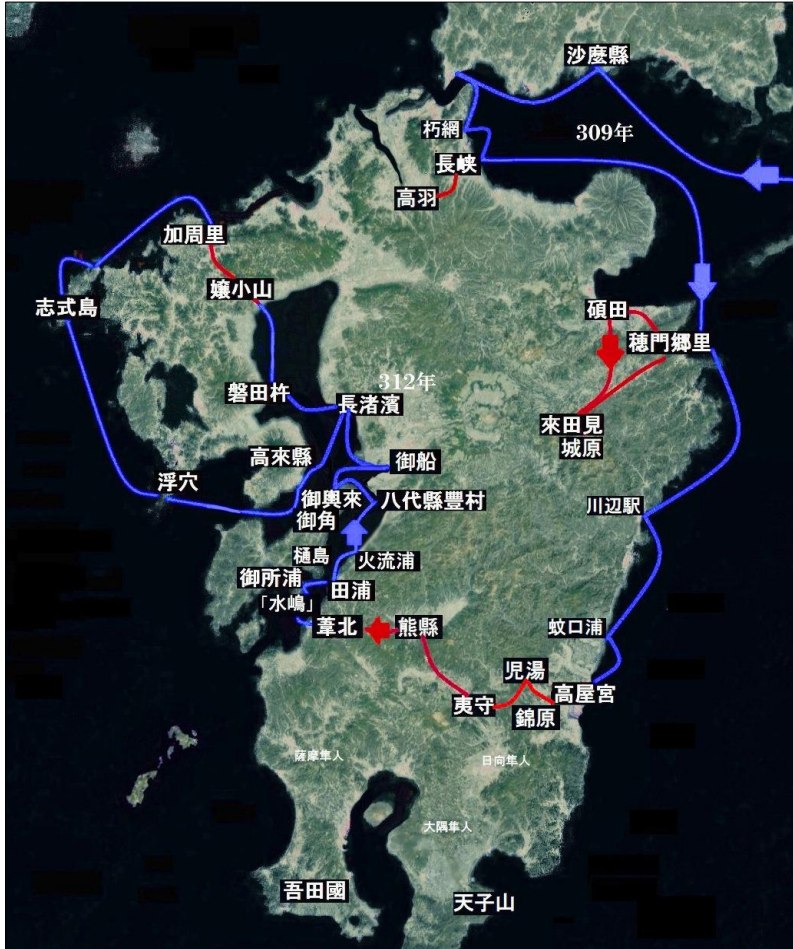 沙麼縣
309年
朽網
長峡
高羽
加周里
嬢小山
志式島
碩田
穂門郷里
312年
磐田杵
長渚濱
來田見
城原
高來縣
御船
浮穴
御輿來
御角
八代縣豊村
川辺駅
樋島
火流浦
御所浦
田浦
「水嶋」
葦北
熊縣
蚊口浦
児湯
夷守
錦原
高屋宮
薩摩隼人
日向隼人
大隅隼人
吾田國
天子山